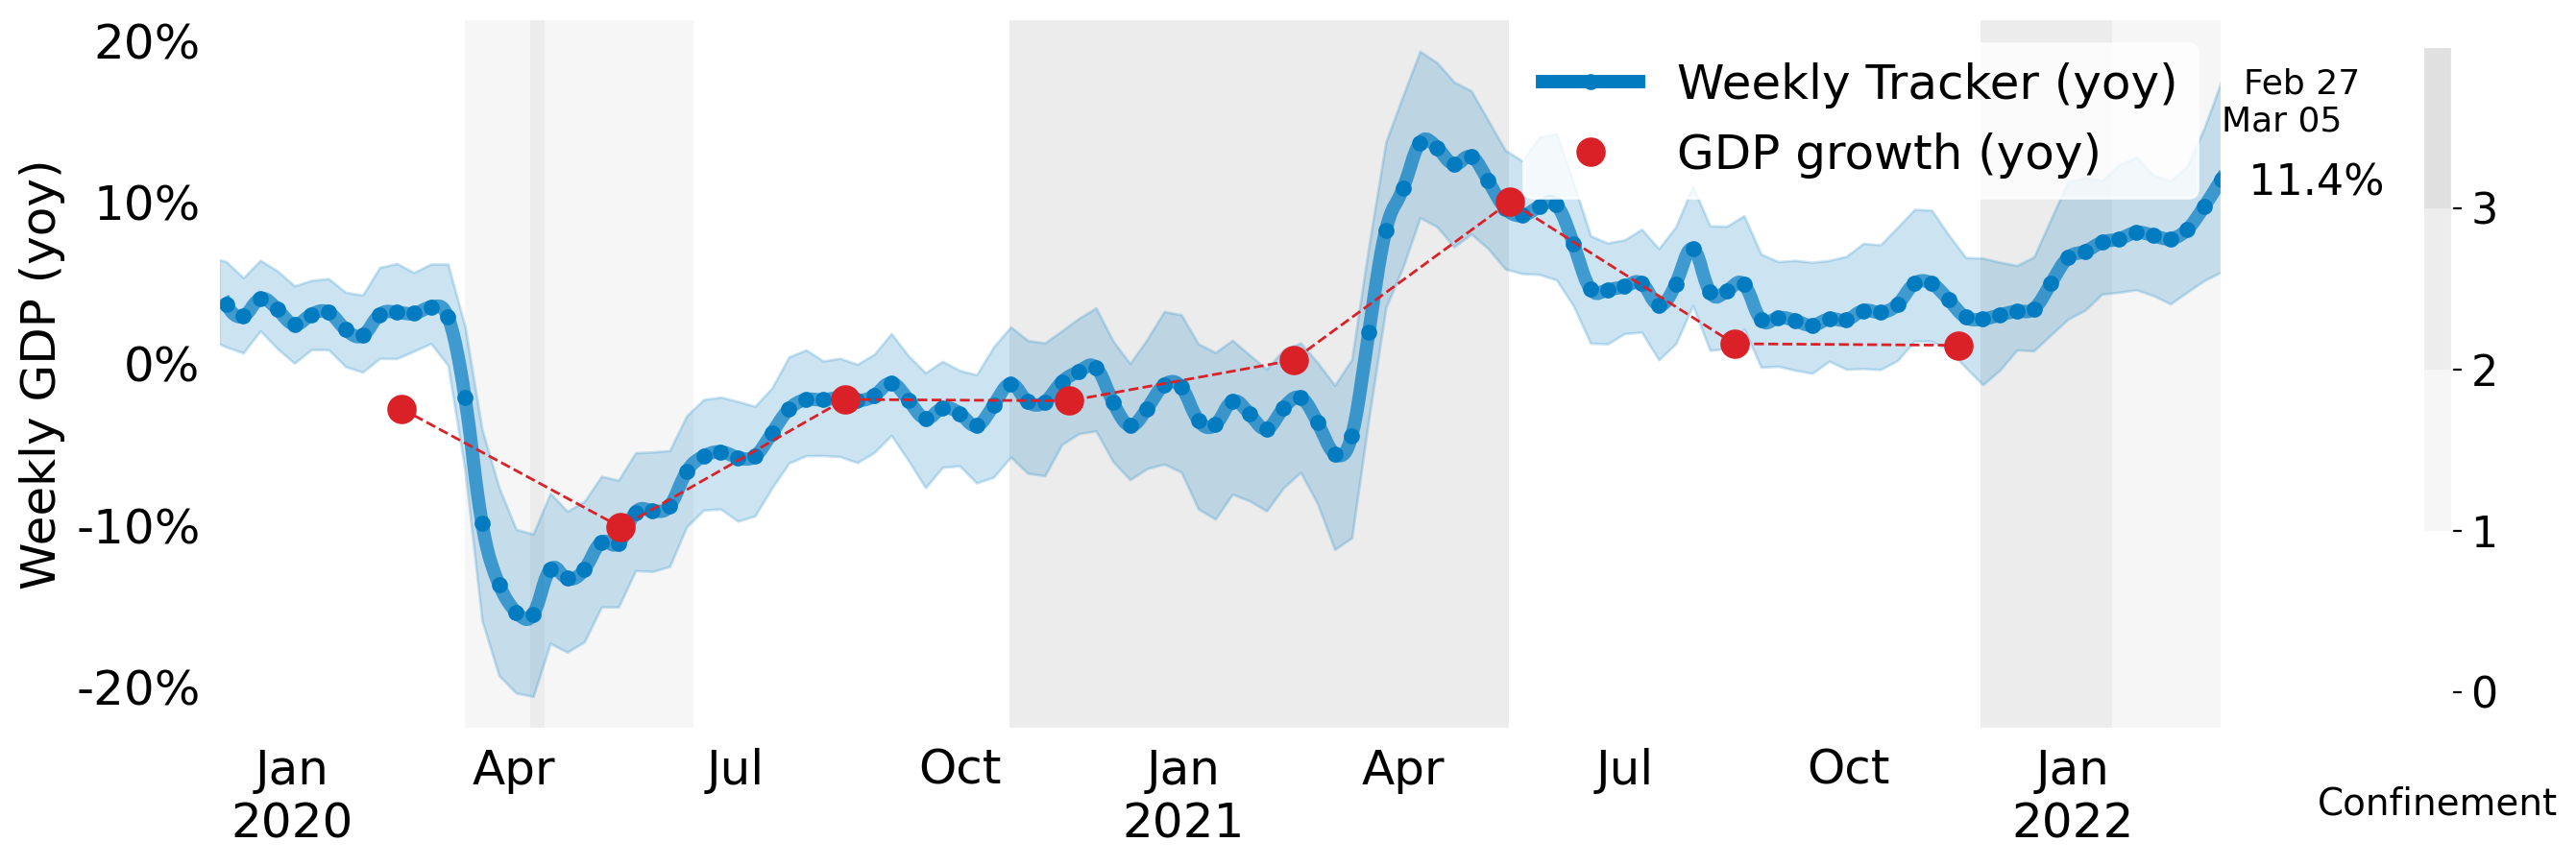 Weekly GDP (yoy)
20%
10%
0%
-10%
-20%
Weekly Tracker (yoy)
GDP growth (yoy)
Feb 27
Mar 05
11.4%
3
2
1
0
Jan
2020
Apr
Jul
Oct
Jan
2021
Apr
Jul
Oct
Jan
2022
Confinement